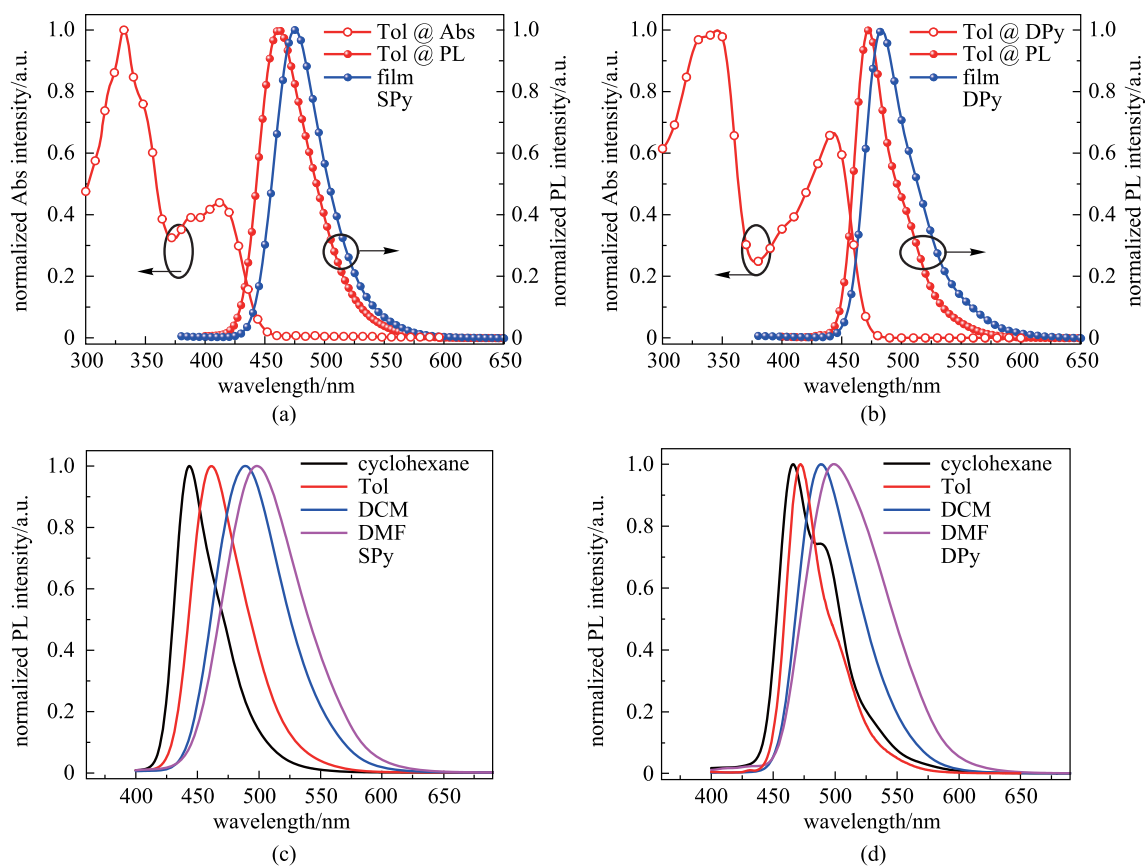 Tol @ Abs
Tol @ PL
film
SPy
normalized Abs intensity/a.u.
1.0
0.8
0.6
0.4
0.2
0
normalized PL intensity/a.u.
1.0
0.8
0.6
0.4
0.2
0
300 350 400 450 500 550 600 650
wavelength/nm
(a)
Tol @ DPy
Tol @ PL
film
DPy
normalized Abs intensity/a.u.
1.0
0.8
0.6
0.4
0.2
0
normalized PL intensity/a.u.
1.0
0.8
0.6
0.4
0.2
0
300 350 400 450 500 550 600 650
wavelength/nm
(b)
cyclohexane
Tol
DCM
DMF
SPy
normalized PL intensity/a.u.
1.0
0.8
0.6
0.4
0.2
0
400 450 500 550 600 650
wavelength/nm
(c)
cyclohexane
Tol
DCM
DMF
DPy
normalized PL intensity/a.u.
1.0
0.8
0.6
0.4
0.2
0
400 450 500 550 600 650
wavelength/nm
(d)